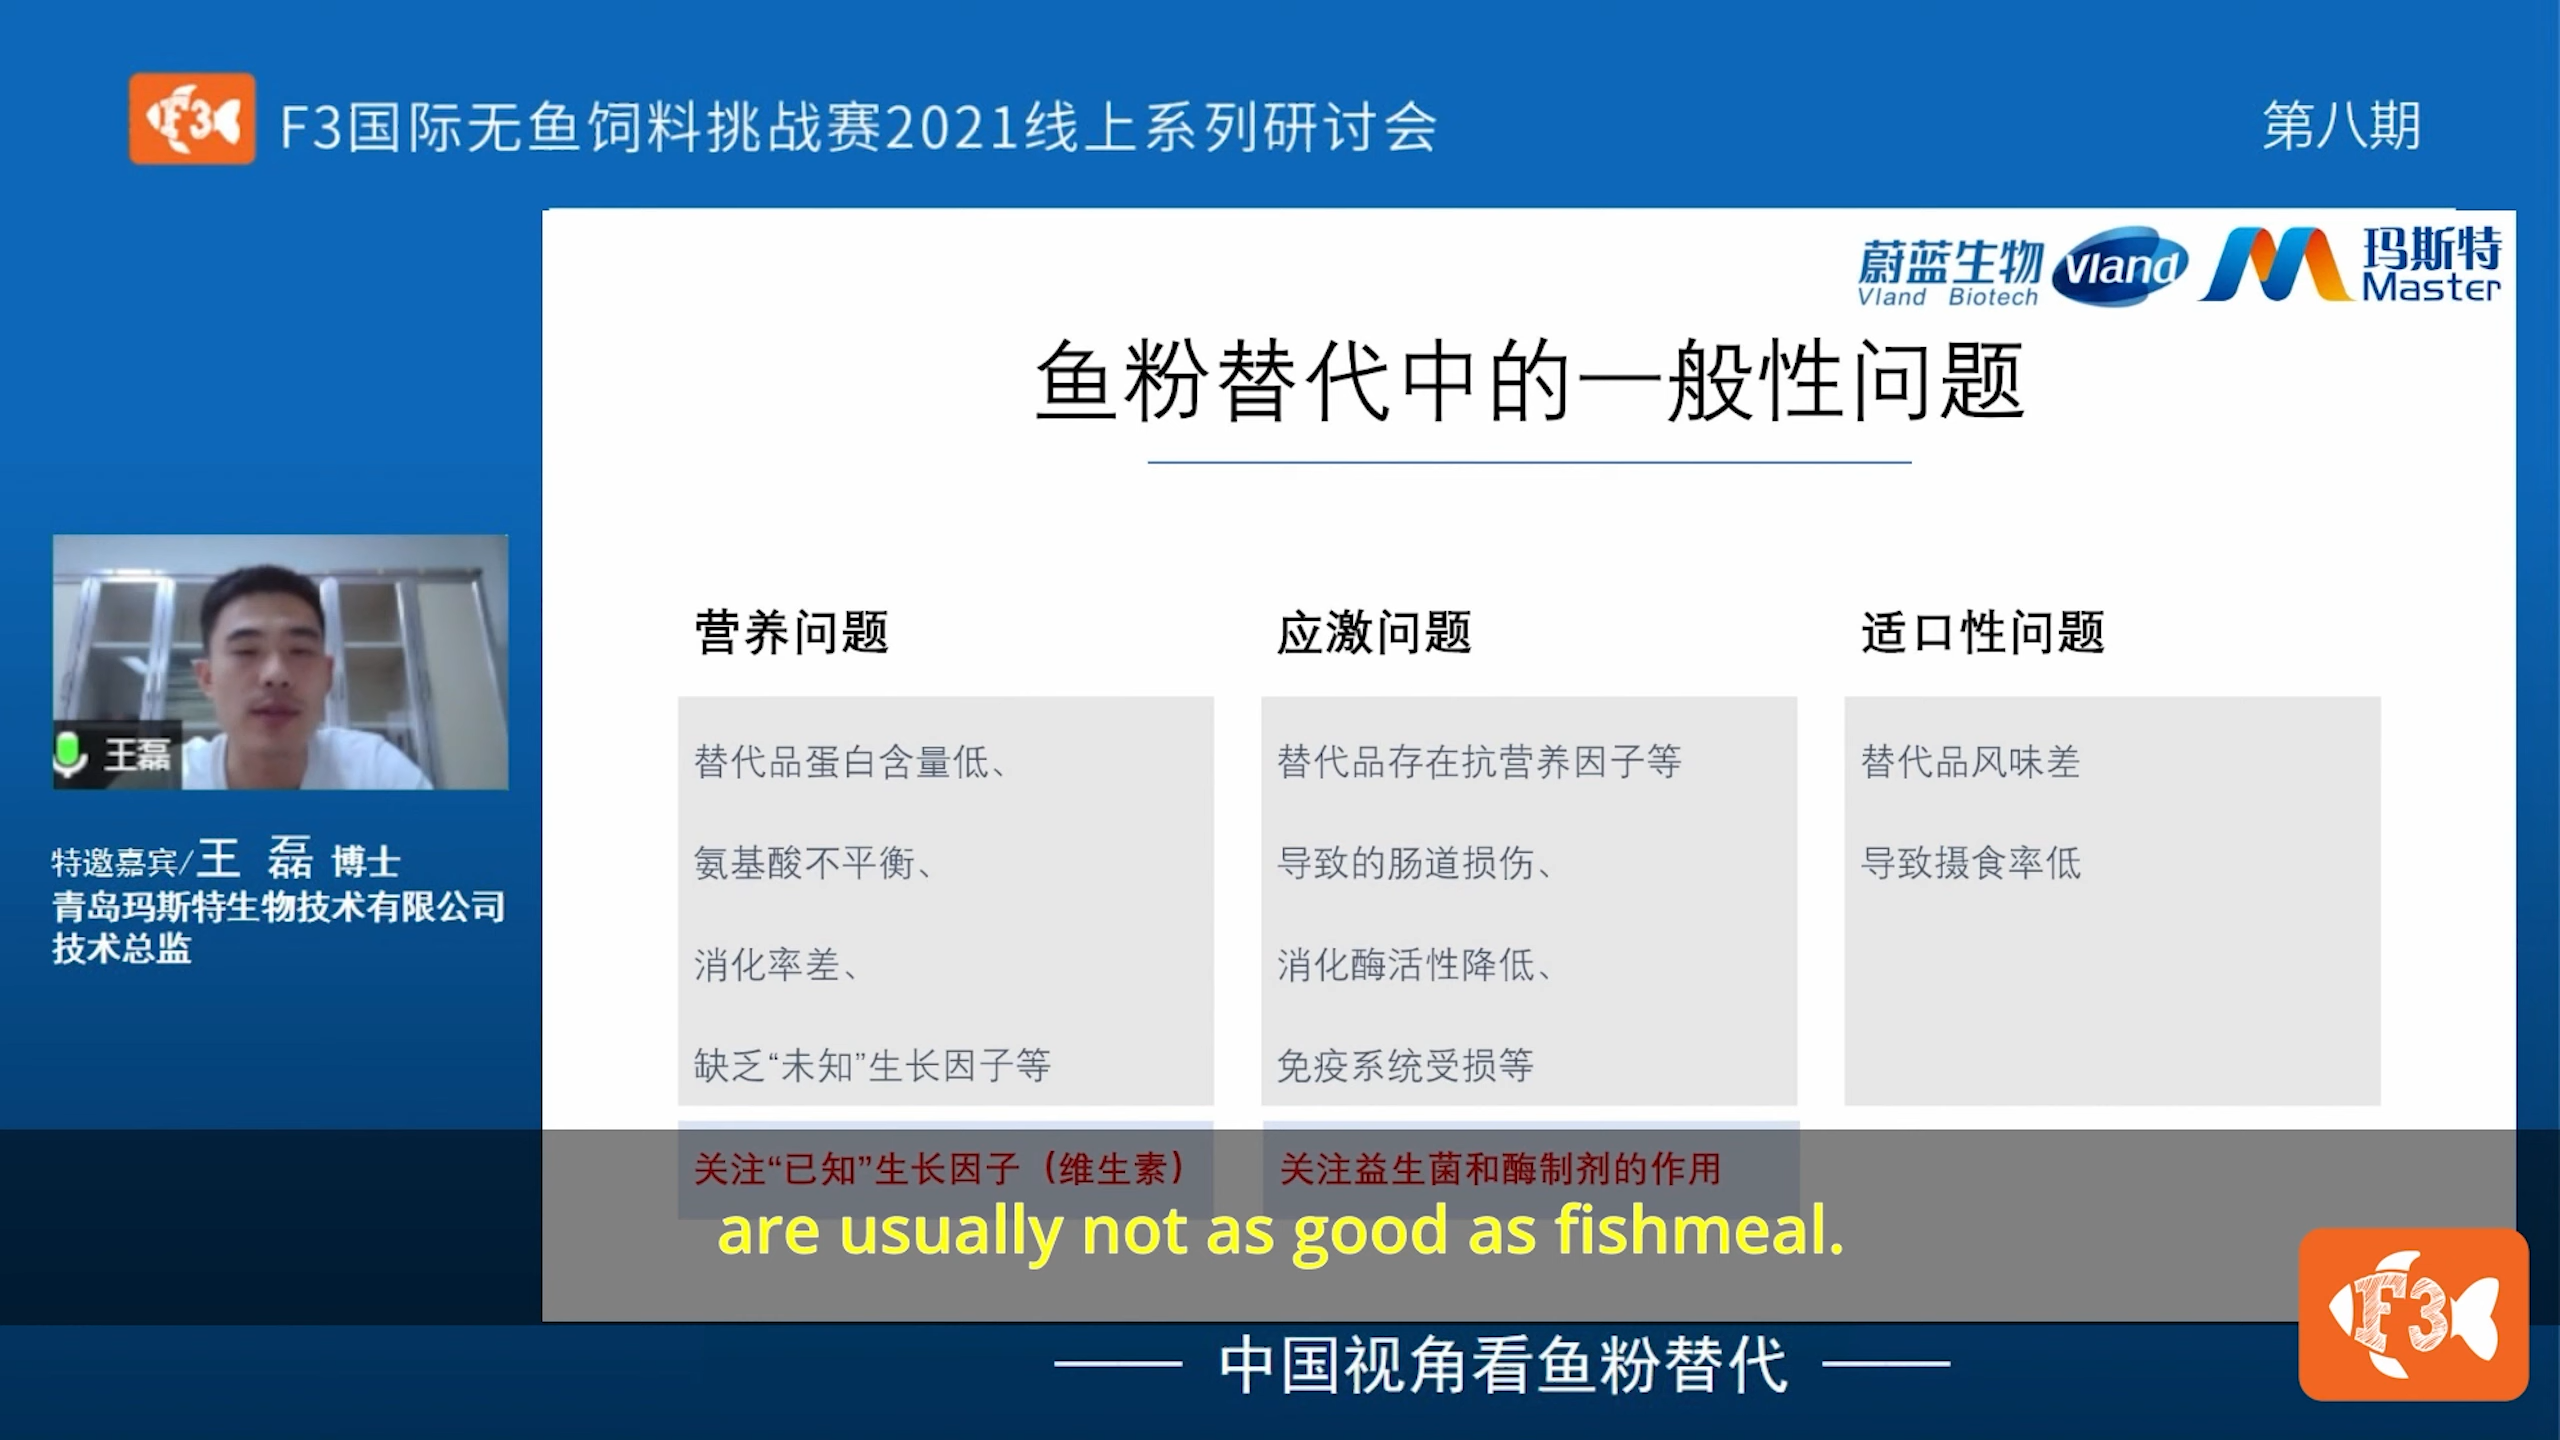 F3
F3国际无鱼饲料挑战赛2021线上系列研讨会
第八期
蔚蓝生物
Vland Biotech
Vland
玛斯特
Master
鱼粉替代中的一般性问题
营养问题
替代品蛋白含量低、
氨基酸不平衡、
消化率差、
缺乏“未知”生长因子等
关注“已知”生长因子（维生素）
应激问题
替代品存在抗营养因子等
导致的肠道损伤、
消化酶活性降低、
免疫系统受损等
关注益生菌和酶制剂的作用
适口性问题
替代品风味差
导致摄食率低
王磊
特邀嘉宾/王 磊 博士
青岛玛斯特生物技术有限公司
技术总监
are usually not as good as fishmeal.
中国视角看鱼粉替代
F3